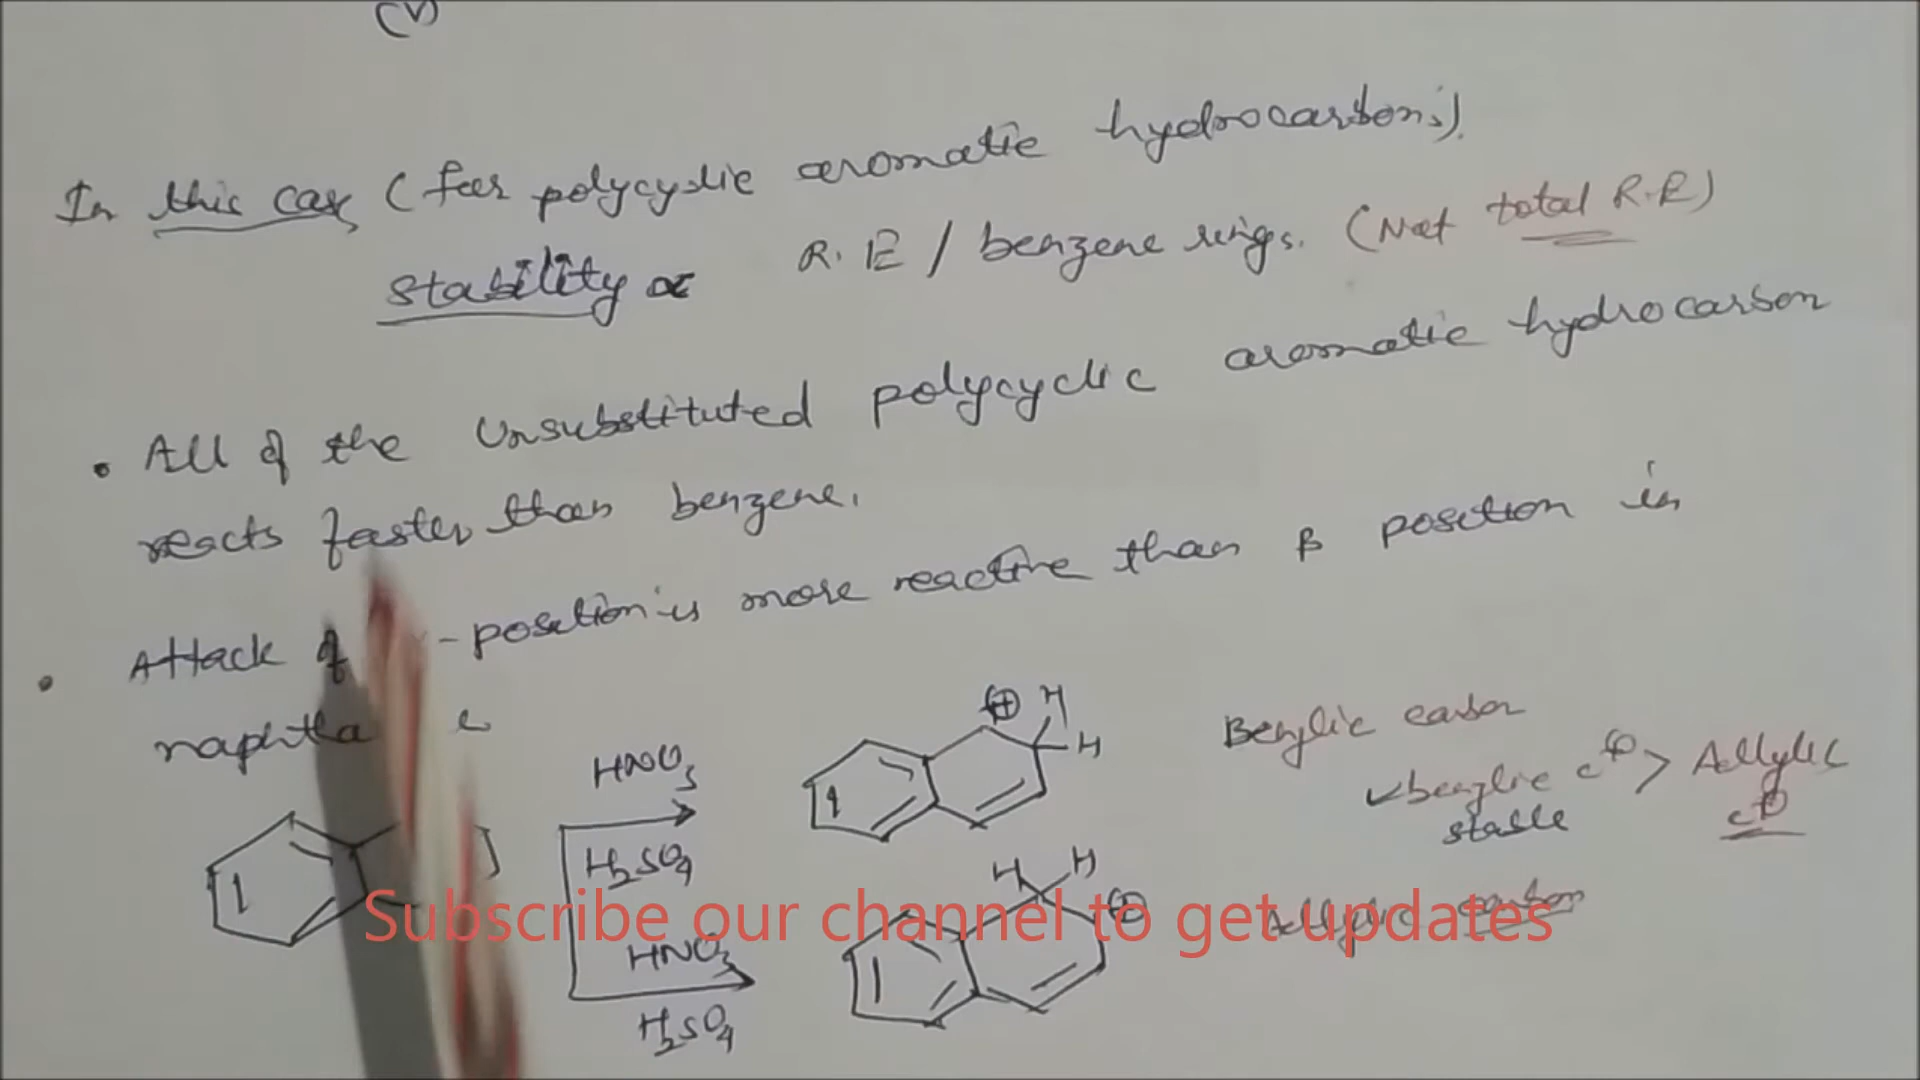 (V)
In this case (for polycyclic aromatic hydrocarbons).
stability ∝ R.E / benzene rings. (Not total R.E)
• All of the Unsubstituted polycyclic aromatic hydrocarbon
reacts faster than benzene.
• Attack of -position is more reactive than β position in
naphtha e
HNO3
H2SO4
⊕ H
H
Benzylic carbon
✓benzylic c⊕ > Allylic
stable c⊕
HNO3
H2SO4
H H
⊕
Allylic carbon
Subscribe our channel to get updates